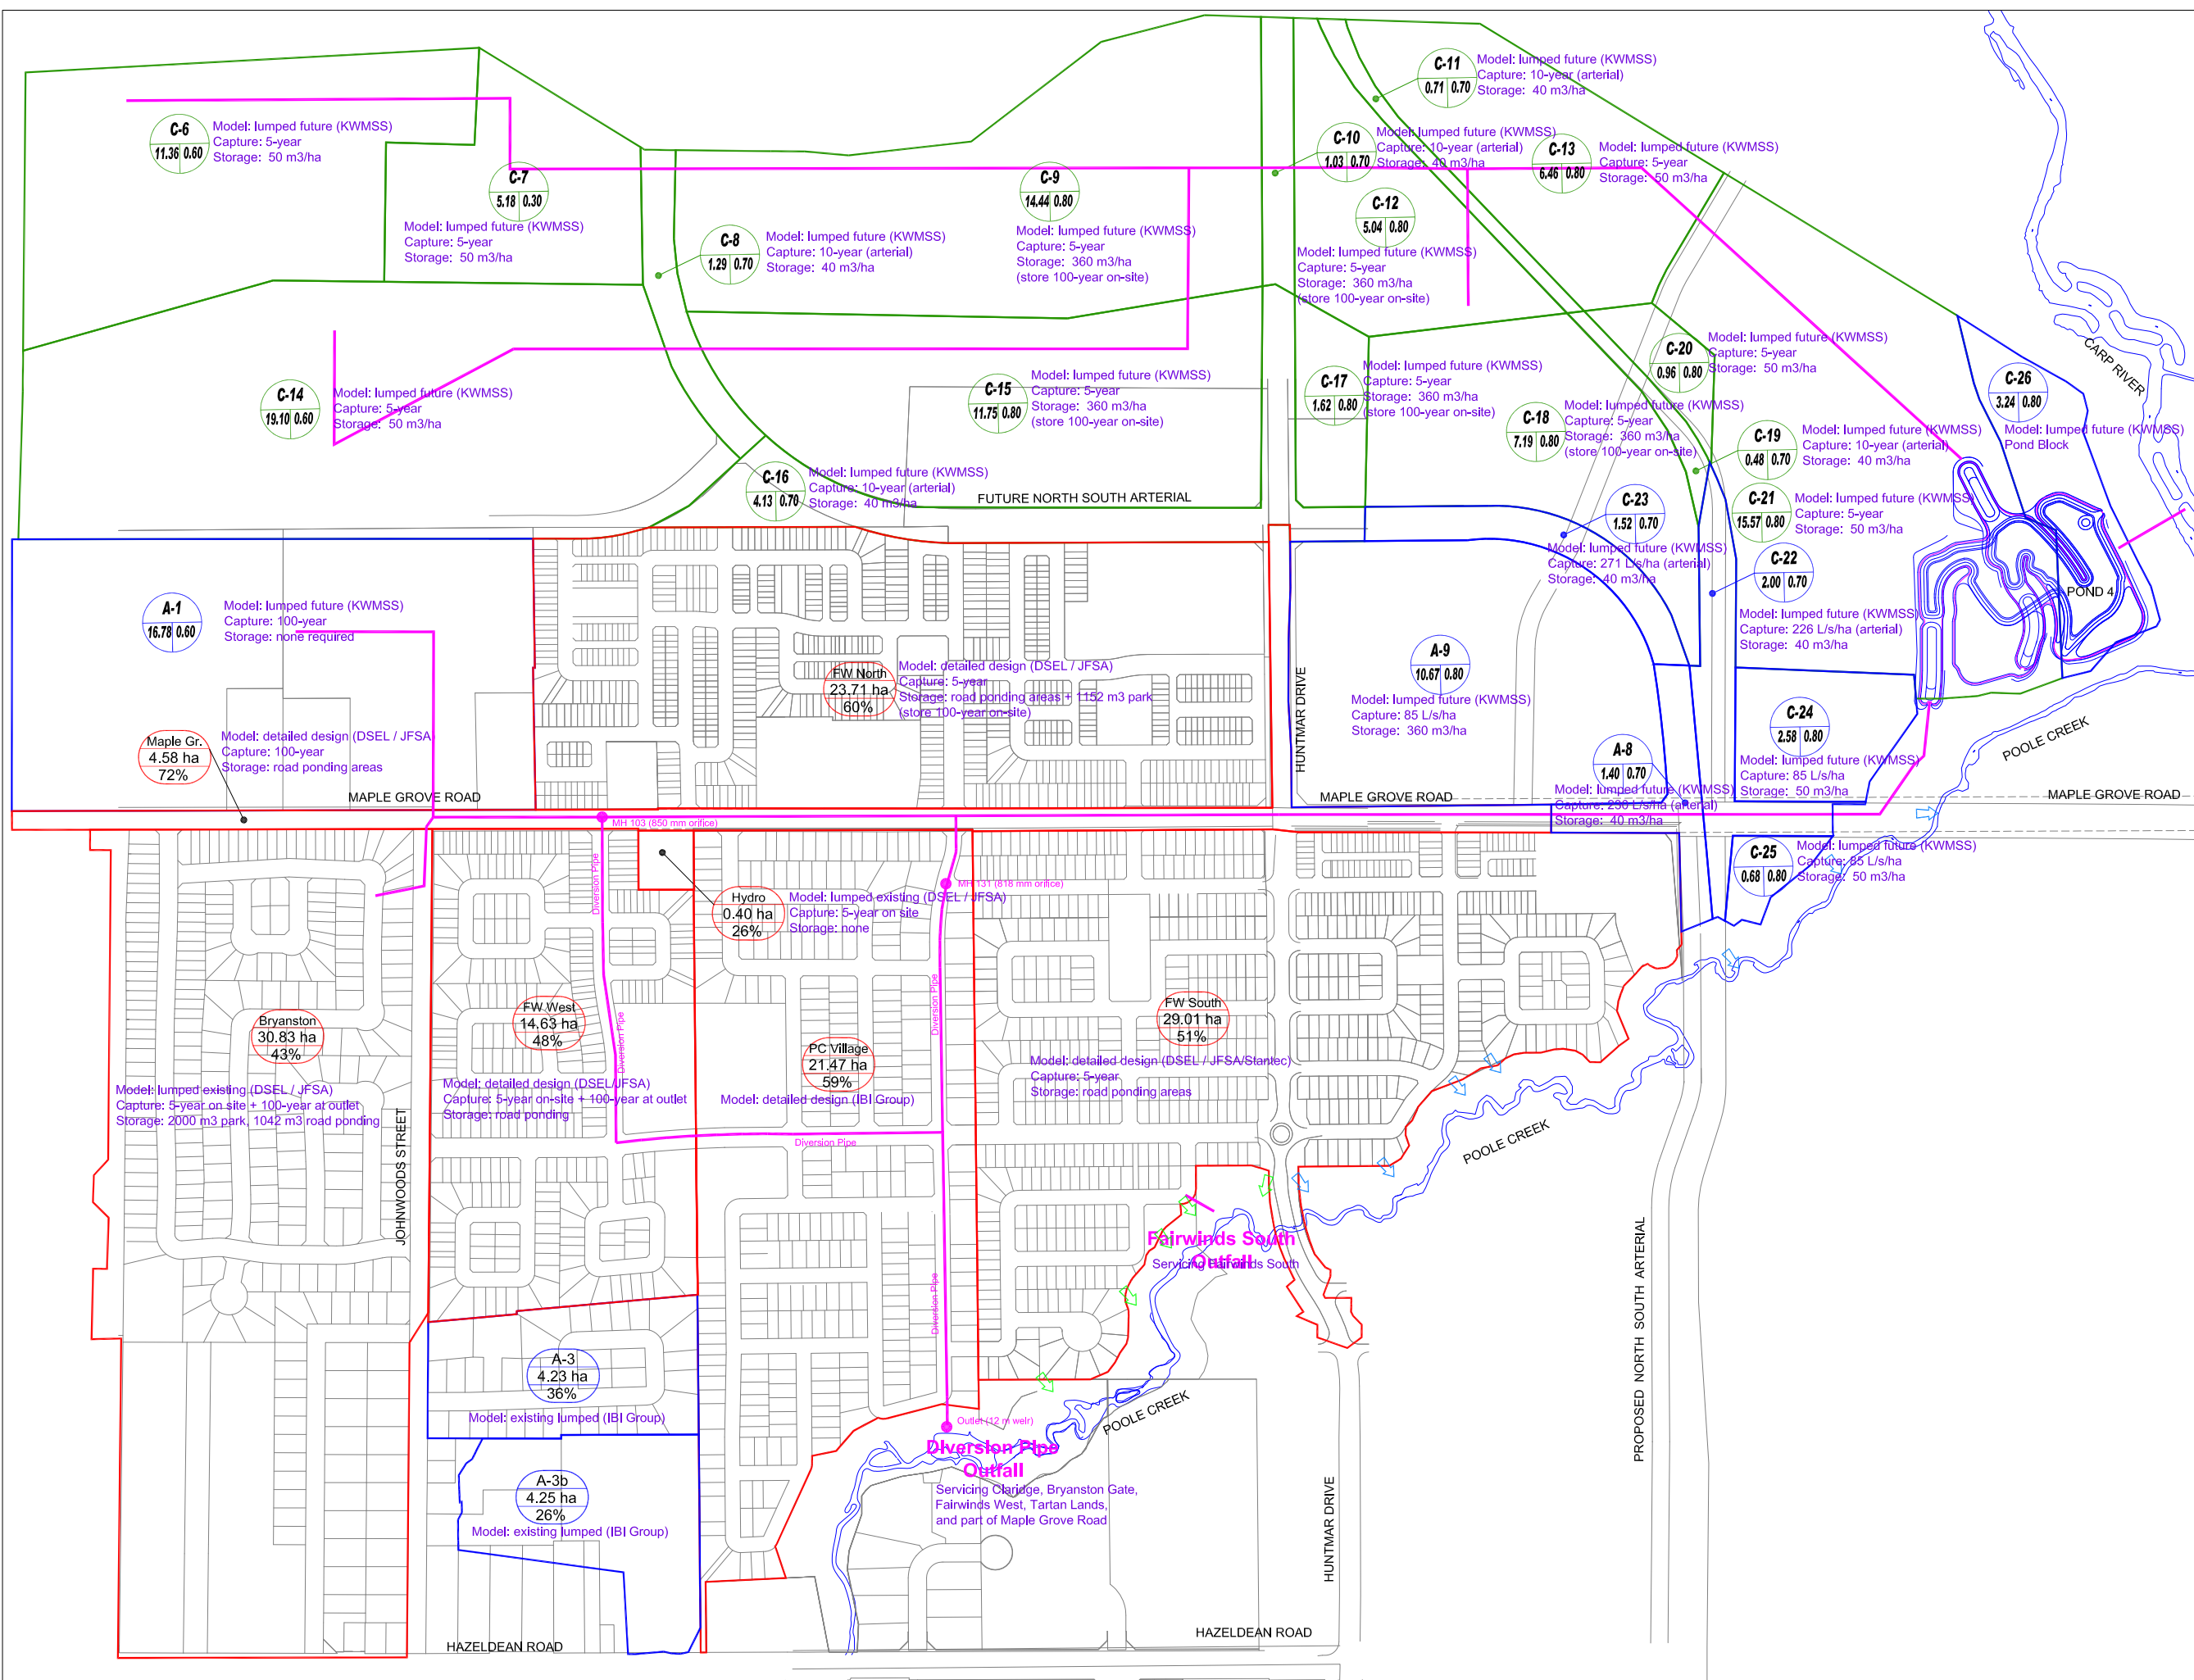 C-11
0.71 0.70
Model: lumped future (KWMSS)
Capture: 10-year (arterial)
Storage: 40 m3/ha
C-6
11.36 0.60
Model: lumped future (KWMSS)
Capture: 5-year
Storage: 50 m3/ha
C-10
1.03 0.70
Model: lumped future (KWMSS)
Capture: 10-year (arterial)
Storage: 40 m3/ha
C-13
6.46 0.80
Model: lumped future (KWMSS)
Capture: 5-year
Storage: 50 m3/ha
C-7
5.18 0.30
Model: lumped future (KWMSS)
Capture: 5-year
Storage: 50 m3/ha
C-8
1.29 0.70
Model: lumped future (KWMSS)
Capture: 10-year (arterial)
Storage: 40 m3/ha
C-9
14.44 0.80
Model: lumped future (KWMSS)
Capture: 5-year
Storage: 360 m3/ha
(store 100-year on-site)
C-12
5.04 0.80
Model: lumped future (KWMSS)
Capture: 5-year
Storage: 360 m3/ha
(store 100-year on-site)
C-14
19.10 0.60
Model: lumped future (KWMSS)
Capture: 5-year
Storage: 50 m3/ha
C-15
11.75 0.80
Model: lumped future (KWMSS)
Capture: 5-year
Storage: 360 m3/ha
(store 100-year on-site)
C-17
1.62 0.80
Model: lumped future (KWMSS)
Capture: 5-year
Storage: 360 m3/ha
(store 100-year on-site)
C-20
0.96 0.80
Model: lumped future (KWMSS)
Capture: 5-year
Storage: 50 m3/ha
CARP RIVER
C-26
3.24 0.80
Model: lumped future (KWMSS)
Pond Block
C-18
7.19 0.80
Model: lumped future (KWMSS)
Capture: 5-year
Storage: 360 m3/ha
(store 100-year on-site)
C-19
0.48 0.70
Model: lumped future (KWMSS)
Capture: 10-year (arterial)
Storage: 40 m3/ha
C-16
4.13 0.70
Model: lumped future (KWMSS)
Capture: 10-year (arterial)
Storage: 40 m3/ha
FUTURE NORTH SOUTH ARTERIAL
C-23
1.52 0.70
Model: lumped future (KWMSS)
Capture: 271 L/s/ha (arterial)
Storage: 40 m3/ha
C-21
15.57 0.80
Model: lumped future (KWMSS)
Capture: 5-year
Storage: 50 m3/ha
C-22
2.00 0.70
Model: lumped future (KWMSS)
Capture: 226 L/s/ha (arterial)
Storage: 40 m3/ha
POND 4
A-1
16.78 0.60
Model: lumped future (KWMSS)
Capture: 100-year
Storage: none required
FW North
23.71 ha
60%
Model: detailed design (DSEL / JFSA)
Capture: 5-year
Storage: road ponding areas + 1152 m3 park
(store 100-year on-site)
HUNTMAR DRIVE
A-9
10.67 0.80
Model: lumped future (KWMSS)
Capture: 85 L/s/ha
Storage: 360 m3/ha
Maple Gr.
4.58 ha
72%
Model: detailed design (DSEL / JFSA)
Capture: 100-year
Storage: road ponding areas
C-24
2.58 0.80
Model: lumped future (KWMSS)
Capture: 85 L/s/ha
Storage: 50 m3/ha
A-8
1.40 0.70
Model: lumped future (KWMSS)
Capture: 230 L/s/ha (arterial)
Storage: 40 m3/ha
POOLE CREEK
MAPLE GROVE ROAD
MAPLE GROVE ROAD
MAPLE GROVE ROAD
MH 103 (850 mm orifice)
C-25
0.68 0.80
Model: lumped future (KWMSS)
Capture: 85 L/s/ha
Storage: 50 m3/ha
Diversion Pipe
MH 131 (818 mm orifice)
Hydro
0.40 ha
26%
Model: lumped existing (DSEL / JFSA)
Capture: 5-year on site
Storage: none
Bryanston
30.83 ha
43%
Model: lumped existing (DSEL / JFSA)
Capture: 5-year on site + 100-year at outlet
Storage: 2000 m3 park, 1042 m3 road ponding
FW West
14.63 ha
48%
Model: detailed design (DSEL/JFSA)
Capture: 5-year on-site + 100-year at outlet
Storage: road ponding
Diversion Pipe
Diversion Pipe
PC Village
21.47 ha
59%
Model: detailed design (IBI Group)
FW South
29.01 ha
51%
Model: detailed design (DSEL / JFSA/Stantec)
Capture: 5-year
Storage: road ponding areas
Diversion Pipe
JOHNWOODS STREET
POOLE CREEK
Fairwinds South
Outfall
Servicing Fairwinds South
Diversion Pipe
PROPOSED NORTH SOUTH ARTERIAL
A-3
4.23 ha
36%
Model: existing lumped (IBI Group)
POOLE CREEK
Outlet (12 m weir)
Diversion Pipe
Outfall
Servicing Claridge, Bryanston Gate,
Fairwinds West, Tartan Lands,
and part of Maple Grove Road
A-3b
4.25 ha
26%
Model: existing lumped (IBI Group)
HUNTMAR DRIVE
HAZELDEAN ROAD
HAZELDEAN ROAD